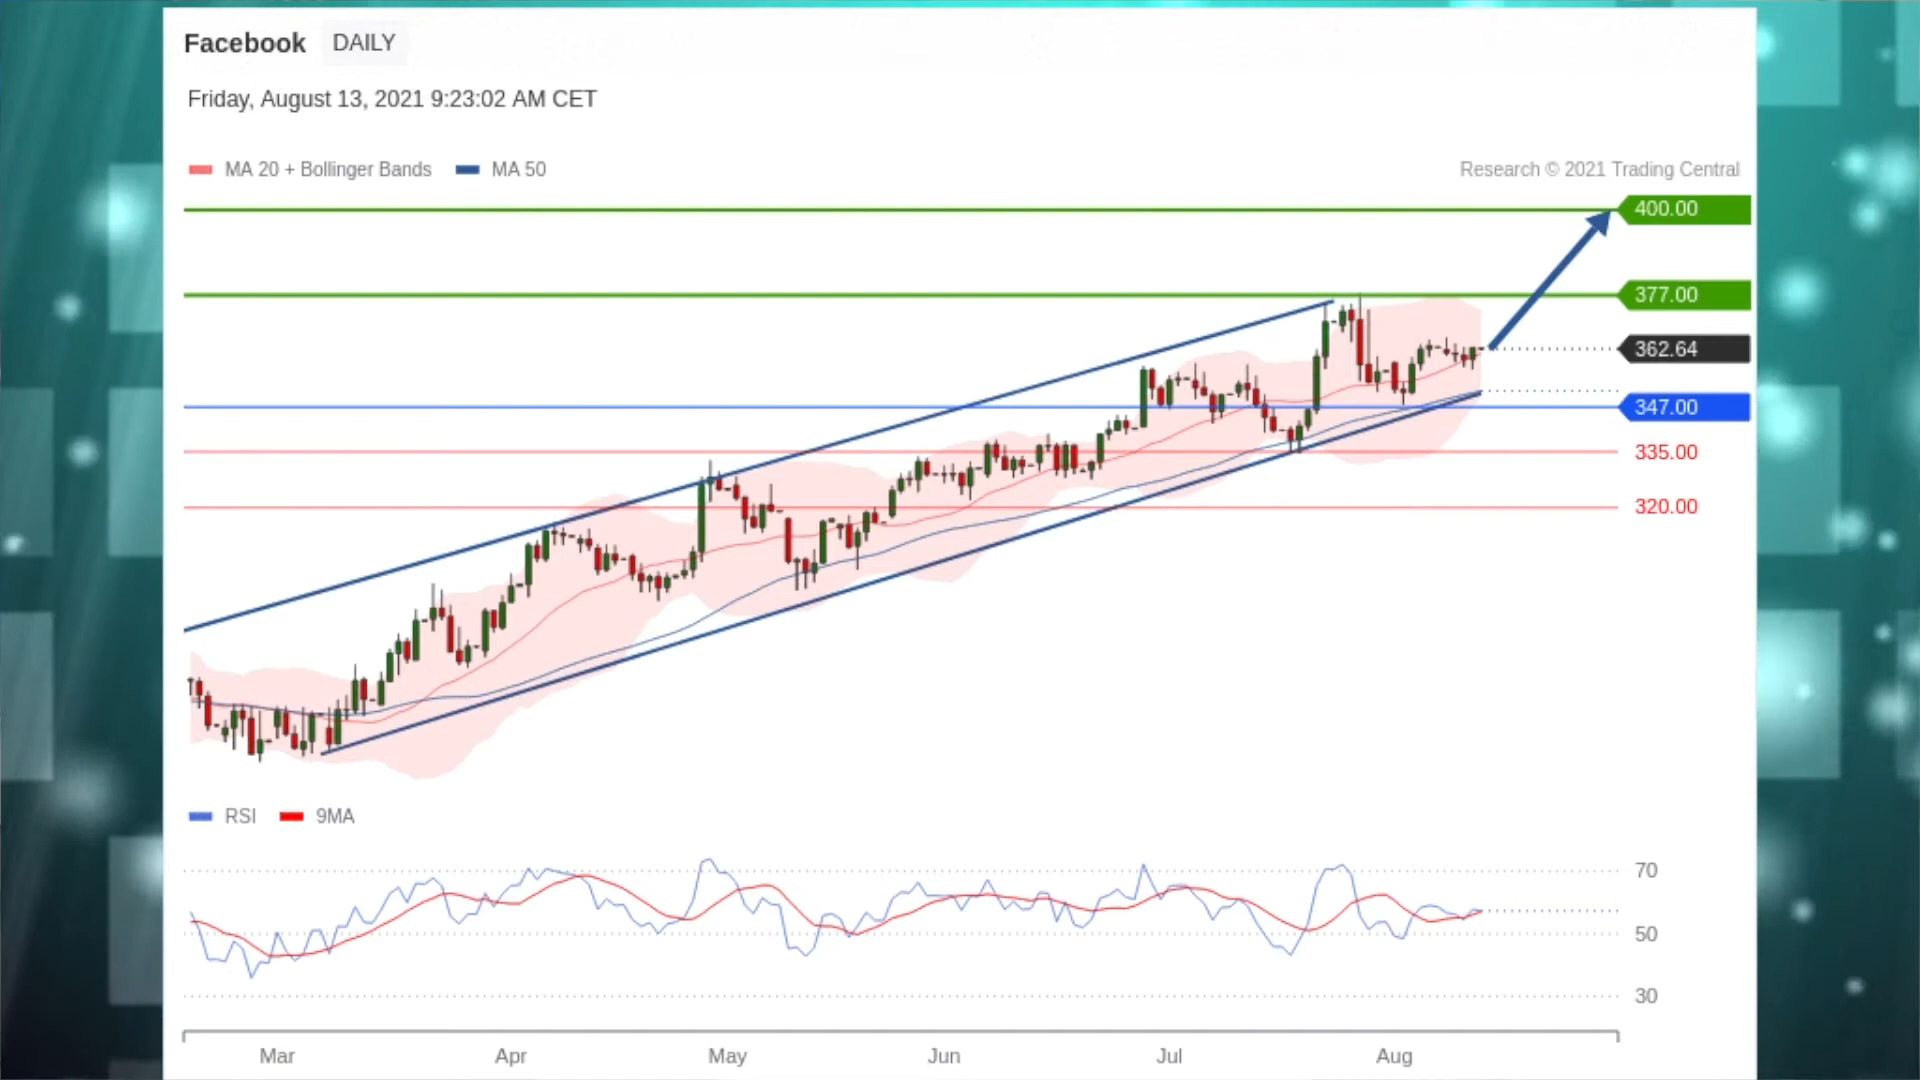 Facebook DAILY
Friday, August 13, 2021 9:23:02 AM CET
MA 20 + Bollinger Bands MA 50
Research © 2021 Trading Central
400.00
377.00
362.64
347.00
335.00
320.00
RSI 9MA
70
50
30
Mar Apr May Jun Jul Aug